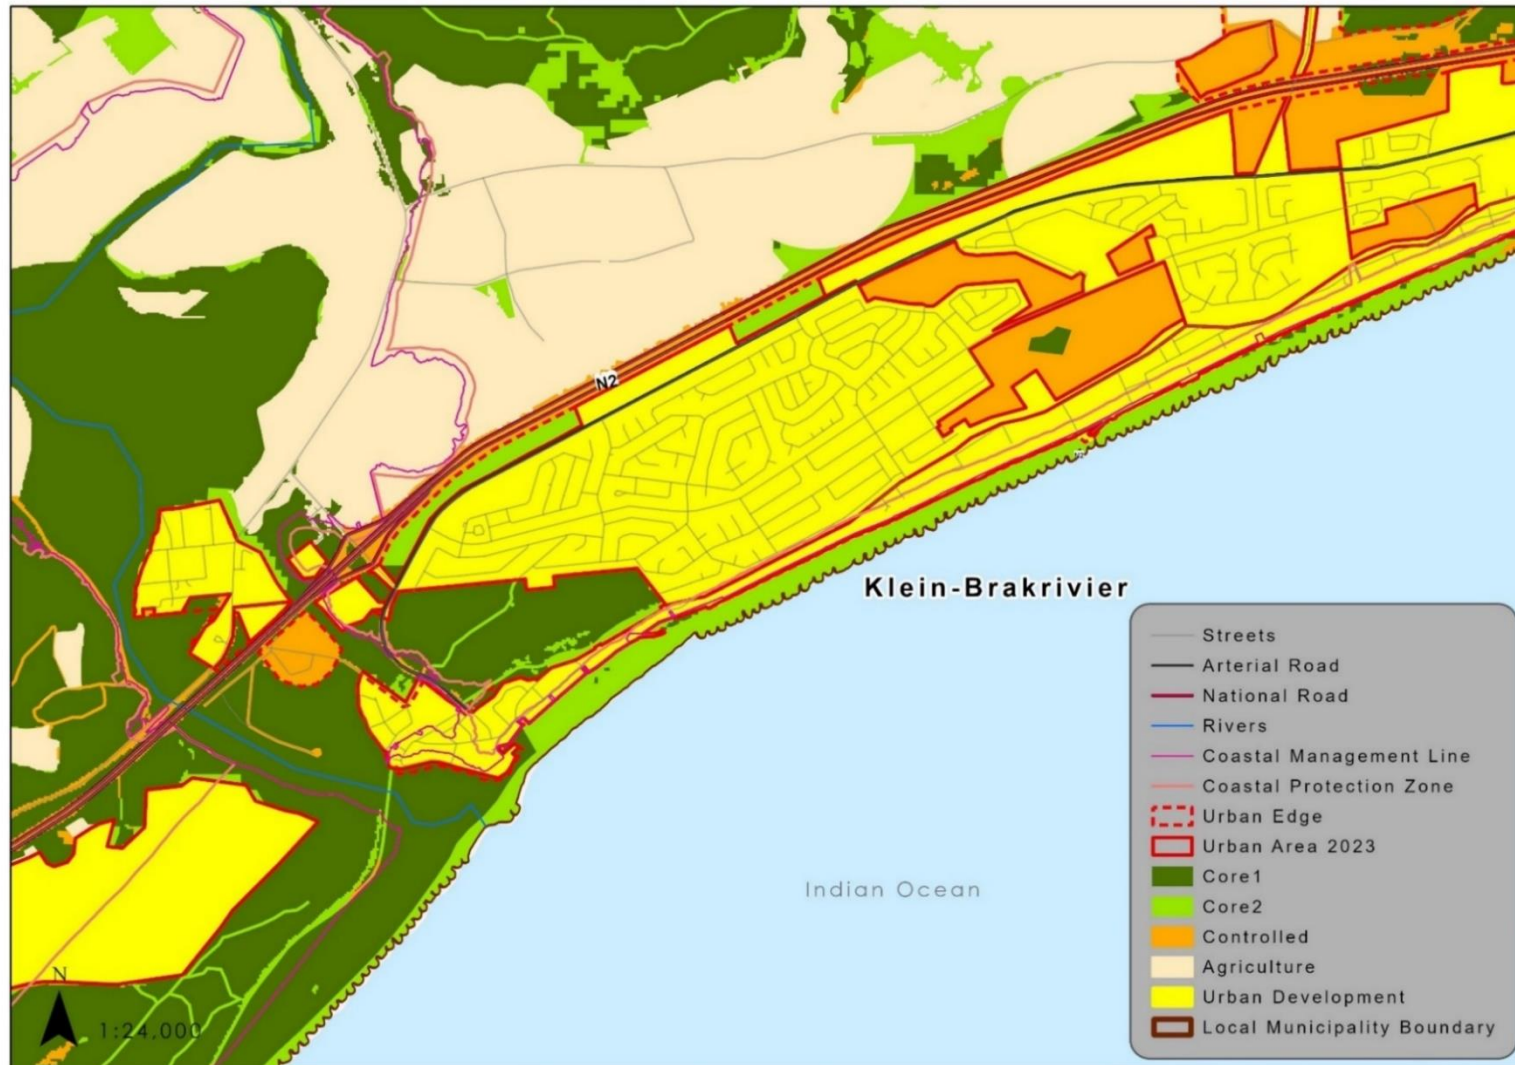 N2
Klein-Brakrivier
Streets
Arterial Road
National Road
Rivers
Coastal Management Line
Coastal Protection Zone
Urban Edge
Urban Area 2023
Core1
Core2
Controlled
Agriculture
Urban Development
Local Municipality Boundary
Indian Ocean
N
1:24,000